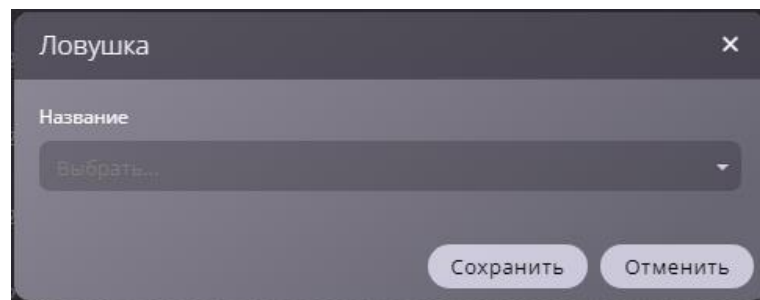 Ловушка
Название
Выбрать...
Сохранить Отменить